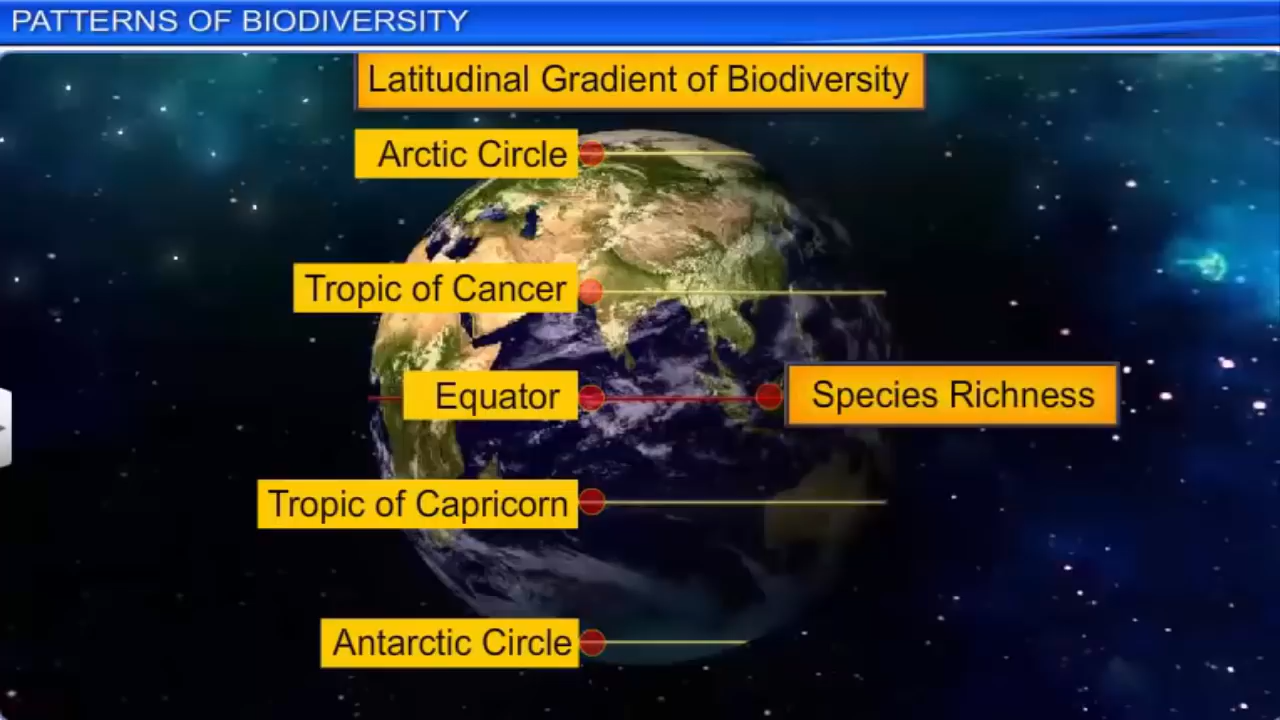 PATTERNS OF BIODIVERSITY
Latitudinal Gradient of Biodiversity
Arctic Circle
Tropic of Cancer
Equator
Species Richness
Tropic of Capricorn
Antarctic Circle